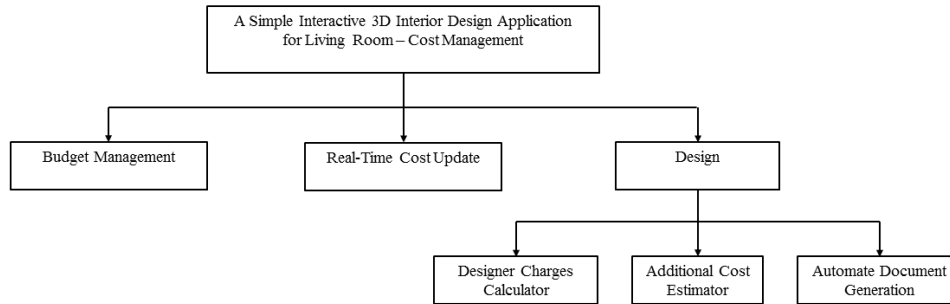 A Simple Interactive 3D Interior Design Application
for Living Room – Cost Management
Budget Management
Real-Time Cost Update
Design
Designer Charges
Calculator
Additional Cost
Estimator
Automate Document
Generation